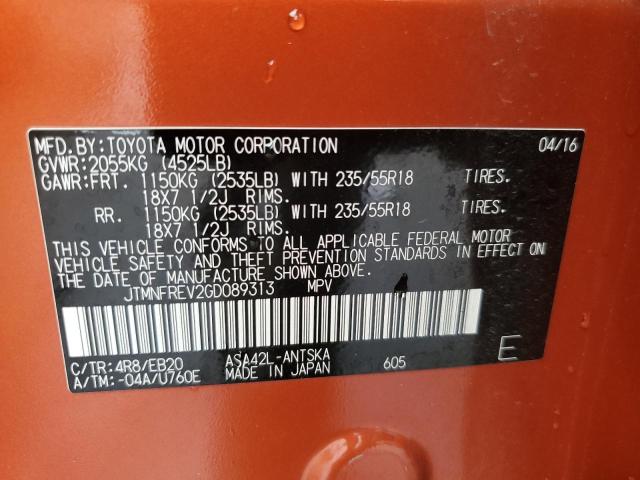 MFD.BY:TOYOTA MOTOR CORPORATION 04/16
GVWR:2055KG (4525LB)
GAWR:FRT. 1150KG (2535LB) WITH 235/55R18 TIRES.
18X7 1/2J RIMS.
RR. 1150KG (2535LB) WITH 235/55R18 TIRES.
18X7 1/2J RIMS.
THIS VEHICLE CONFORMS TO ALL APPLICABLE FEDERAL MOTOR
VEHICLE SAFETY AND THEFT PREVENTION STANDARDS IN EFFECT ON
THE DATE OF MANUFACTURE SHOWN ABOVE.
JTMNFREV2GD089313 MPV
C/TR:4R8/EB20 ASA42L-ANTSKA 605 E
A/TM:-04A/U760E MADE IN JAPAN